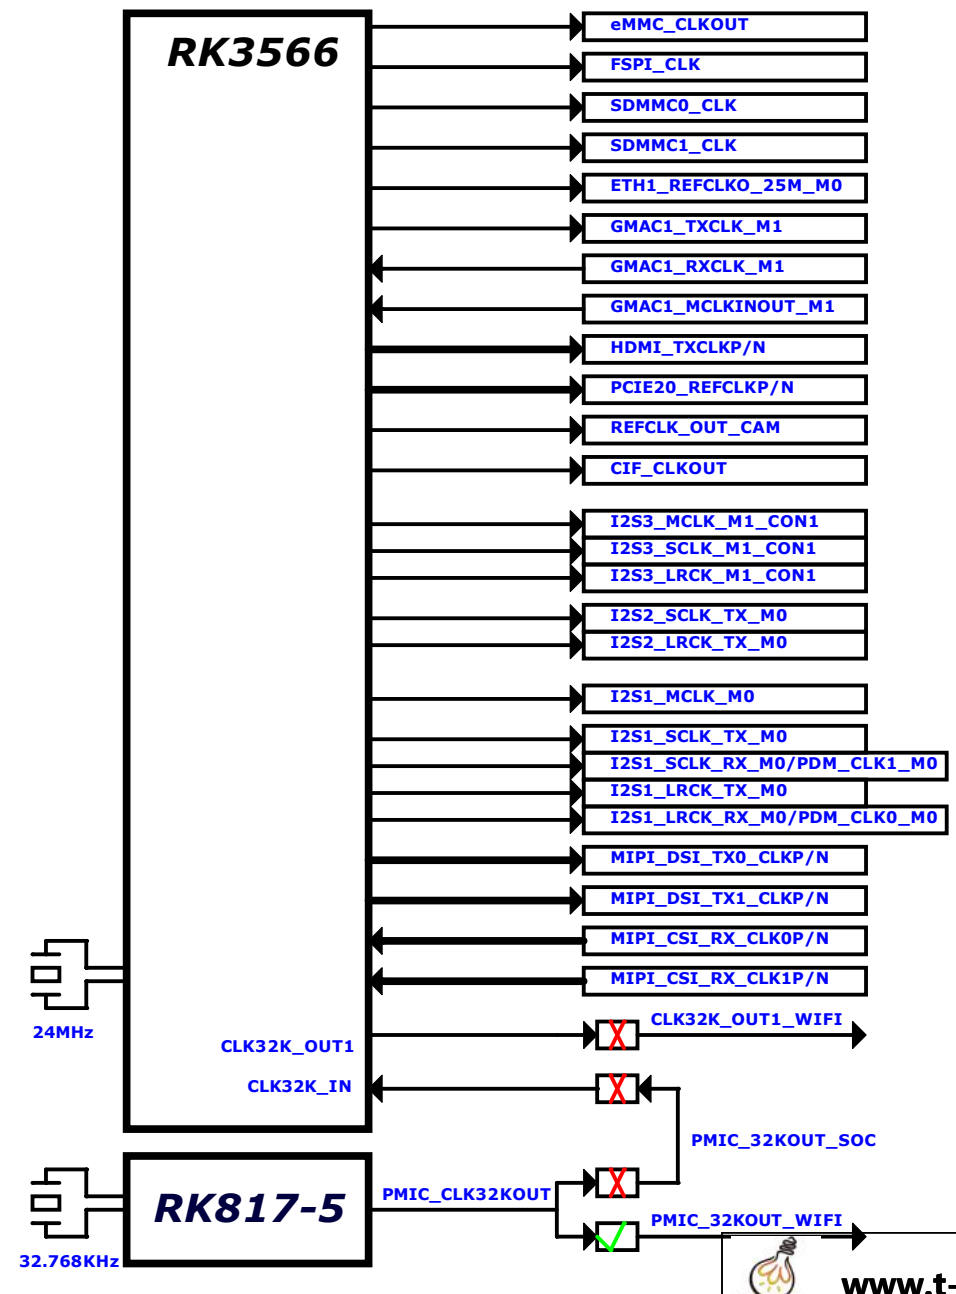 RK3566
eMMC_CLKOUT
FSPI_CLK
SDMMC0_CLK
SDMMC1_CLK
ETH1_REFCLKO_25M_M0
GMAC1_TXCLK_M1
GMAC1_RXCLK_M1
GMAC1_MCLKINOUT_M1
HDMI_TXCLKP/N
PCIE20_REFCLKP/N
REFCLK_OUT_CAM
CIF_CLKOUT
I2S3_MCLK_M1_CON1
I2S3_SCLK_M1_CON1
I2S3_LRCK_M1_CON1
I2S2_SCLK_TX_M0
I2S2_LRCK_TX_M0
I2S1_MCLK_M0
I2S1_SCLK_TX_M0
I2S1_SCLK_RX_M0/PDM_CLK1_M0
I2S1_LRCK_TX_M0
I2S1_LRCK_RX_M0/PDM_CLK0_M0
MIPI_DSI_TX0_CLKP/N
MIPI_DSI_TX1_CLKP/N
MIPI_CSI_RX_CLK0P/N
MIPI_CSI_RX_CLK1P/N
24MHz
CLK32K_OUT1
CLK32K_OUT1_WIFI
CLK32K_IN
PMIC_32KOUT_SOC
RK817-5
PMIC_CLK32KOUT
PMIC_32KOUT_WIFI
32.768KHz
www.t-